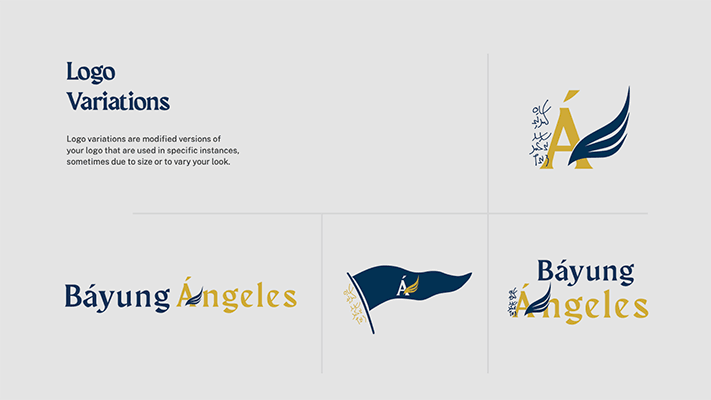 Logo
Variations
Logo variations are modified versions of
your logo that are used in specific instances,
sometimes due to size or to vary your look.
Á
Báyung Ángeles
Á
Báyung
Ángeles